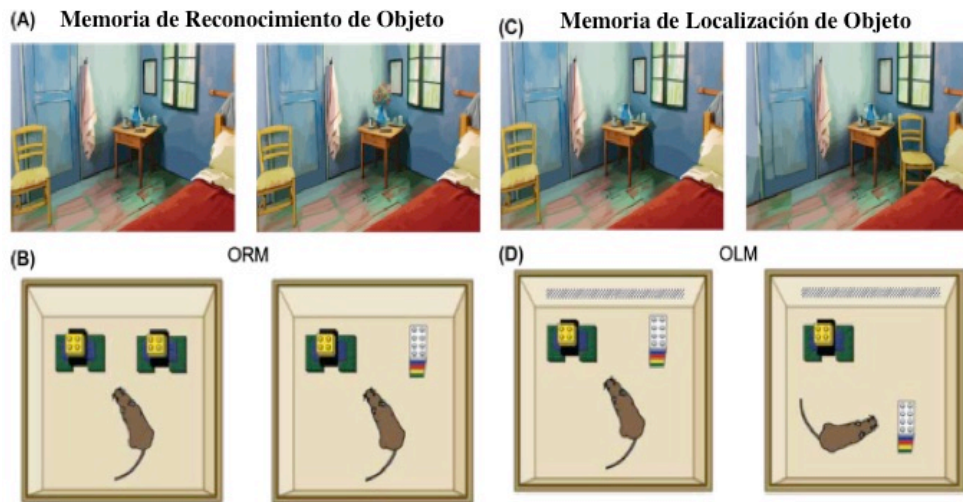 (A) Memoria de Reconocimiento de Objeto
(C) Memoria de Localización de Objeto
(B) ORM
(D) OLM